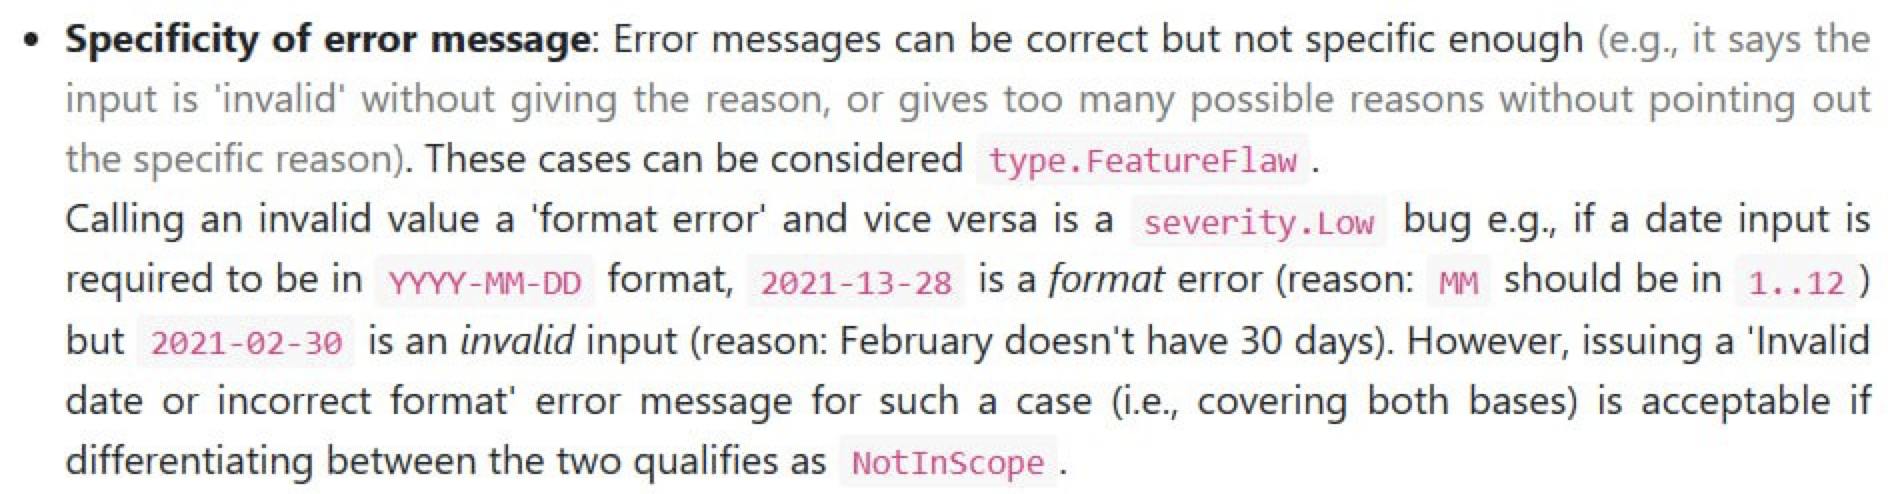 • Specificity of error message: Error messages can be correct but not specific enough (e.g., it says the
input is 'invalid' without giving the reason, or gives too many possible reasons without pointing out
the specific reason). These cases can be considered type.FeatureFlaw .
Calling an invalid value a 'format error' and vice versa is a severity.Low bug e.g., if a date input is
required to be in YYYY-MM-DD format, 2021-13-28 is a format error (reason: MM should be in 1..12 )
but 2021-02-30 is an invalid input (reason: February doesn't have 30 days). However, issuing a 'Invalid
date or incorrect format' error message for such a case (i.e., covering both bases) is acceptable if
differentiating between the two qualifies as NotInScope .